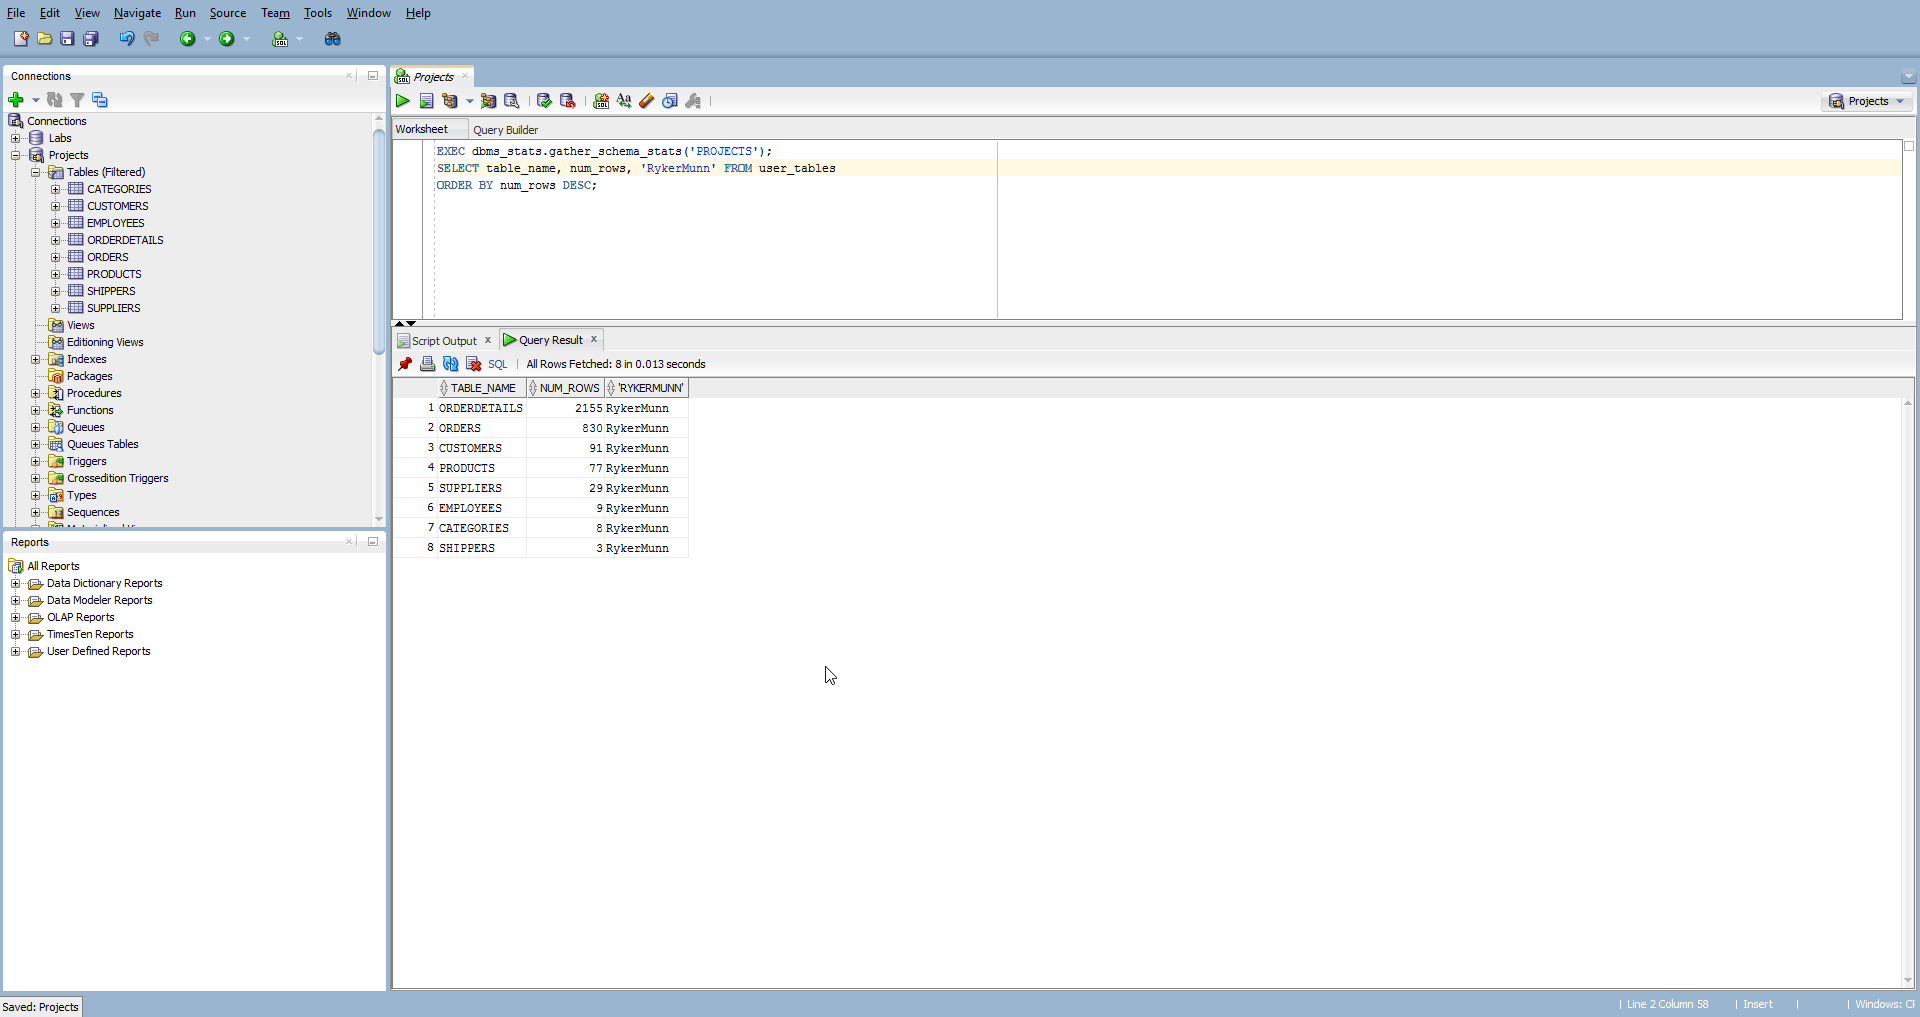 File Edit View Navigate Run Source Team Tools Window Help
Connections
Connections
Labs
Projects
Tables (Filtered)
CATEGORIES
CUSTOMERS
EMPLOYEES
ORDERDETAILS
ORDERS
PRODUCTS
SHIPPERS
SUPPLIERS
Views
Editioning Views
Indexes
Packages
Procedures
Functions
Queues
Queues Tables
Triggers
Crossedition Triggers
Types
Sequences
Reports
All Reports
Data Dictionary Reports
Data Modeler Reports
OLAP Reports
TimesTen Reports
User Defined Reports
Projects
Projects
Worksheet Query Builder
EXEC dbms_stats.gather_schema_stats('PROJECTS');
SELECT table_name, num_rows, 'RykerMunn' FROM user_tables
ORDER BY num_rows DESC;
Script Output x Query Result x
SQL | All Rows Fetched: 8 in 0.013 seconds
TABLE_NAME NUM_ROWS 'RYKERMUNN'
1 ORDERDETAILS 2155 RykerMunn
2 ORDERS 830 RykerMunn
3 CUSTOMERS 91 RykerMunn
4 PRODUCTS 77 RykerMunn
5 SUPPLIERS 29 RykerMunn
6 EMPLOYEES 9 RykerMunn
7 CATEGORIES 8 RykerMunn
8 SHIPPERS 3 RykerMunn
Saved: Projects
| Line 2 Column 58 | Insert | | Windows: